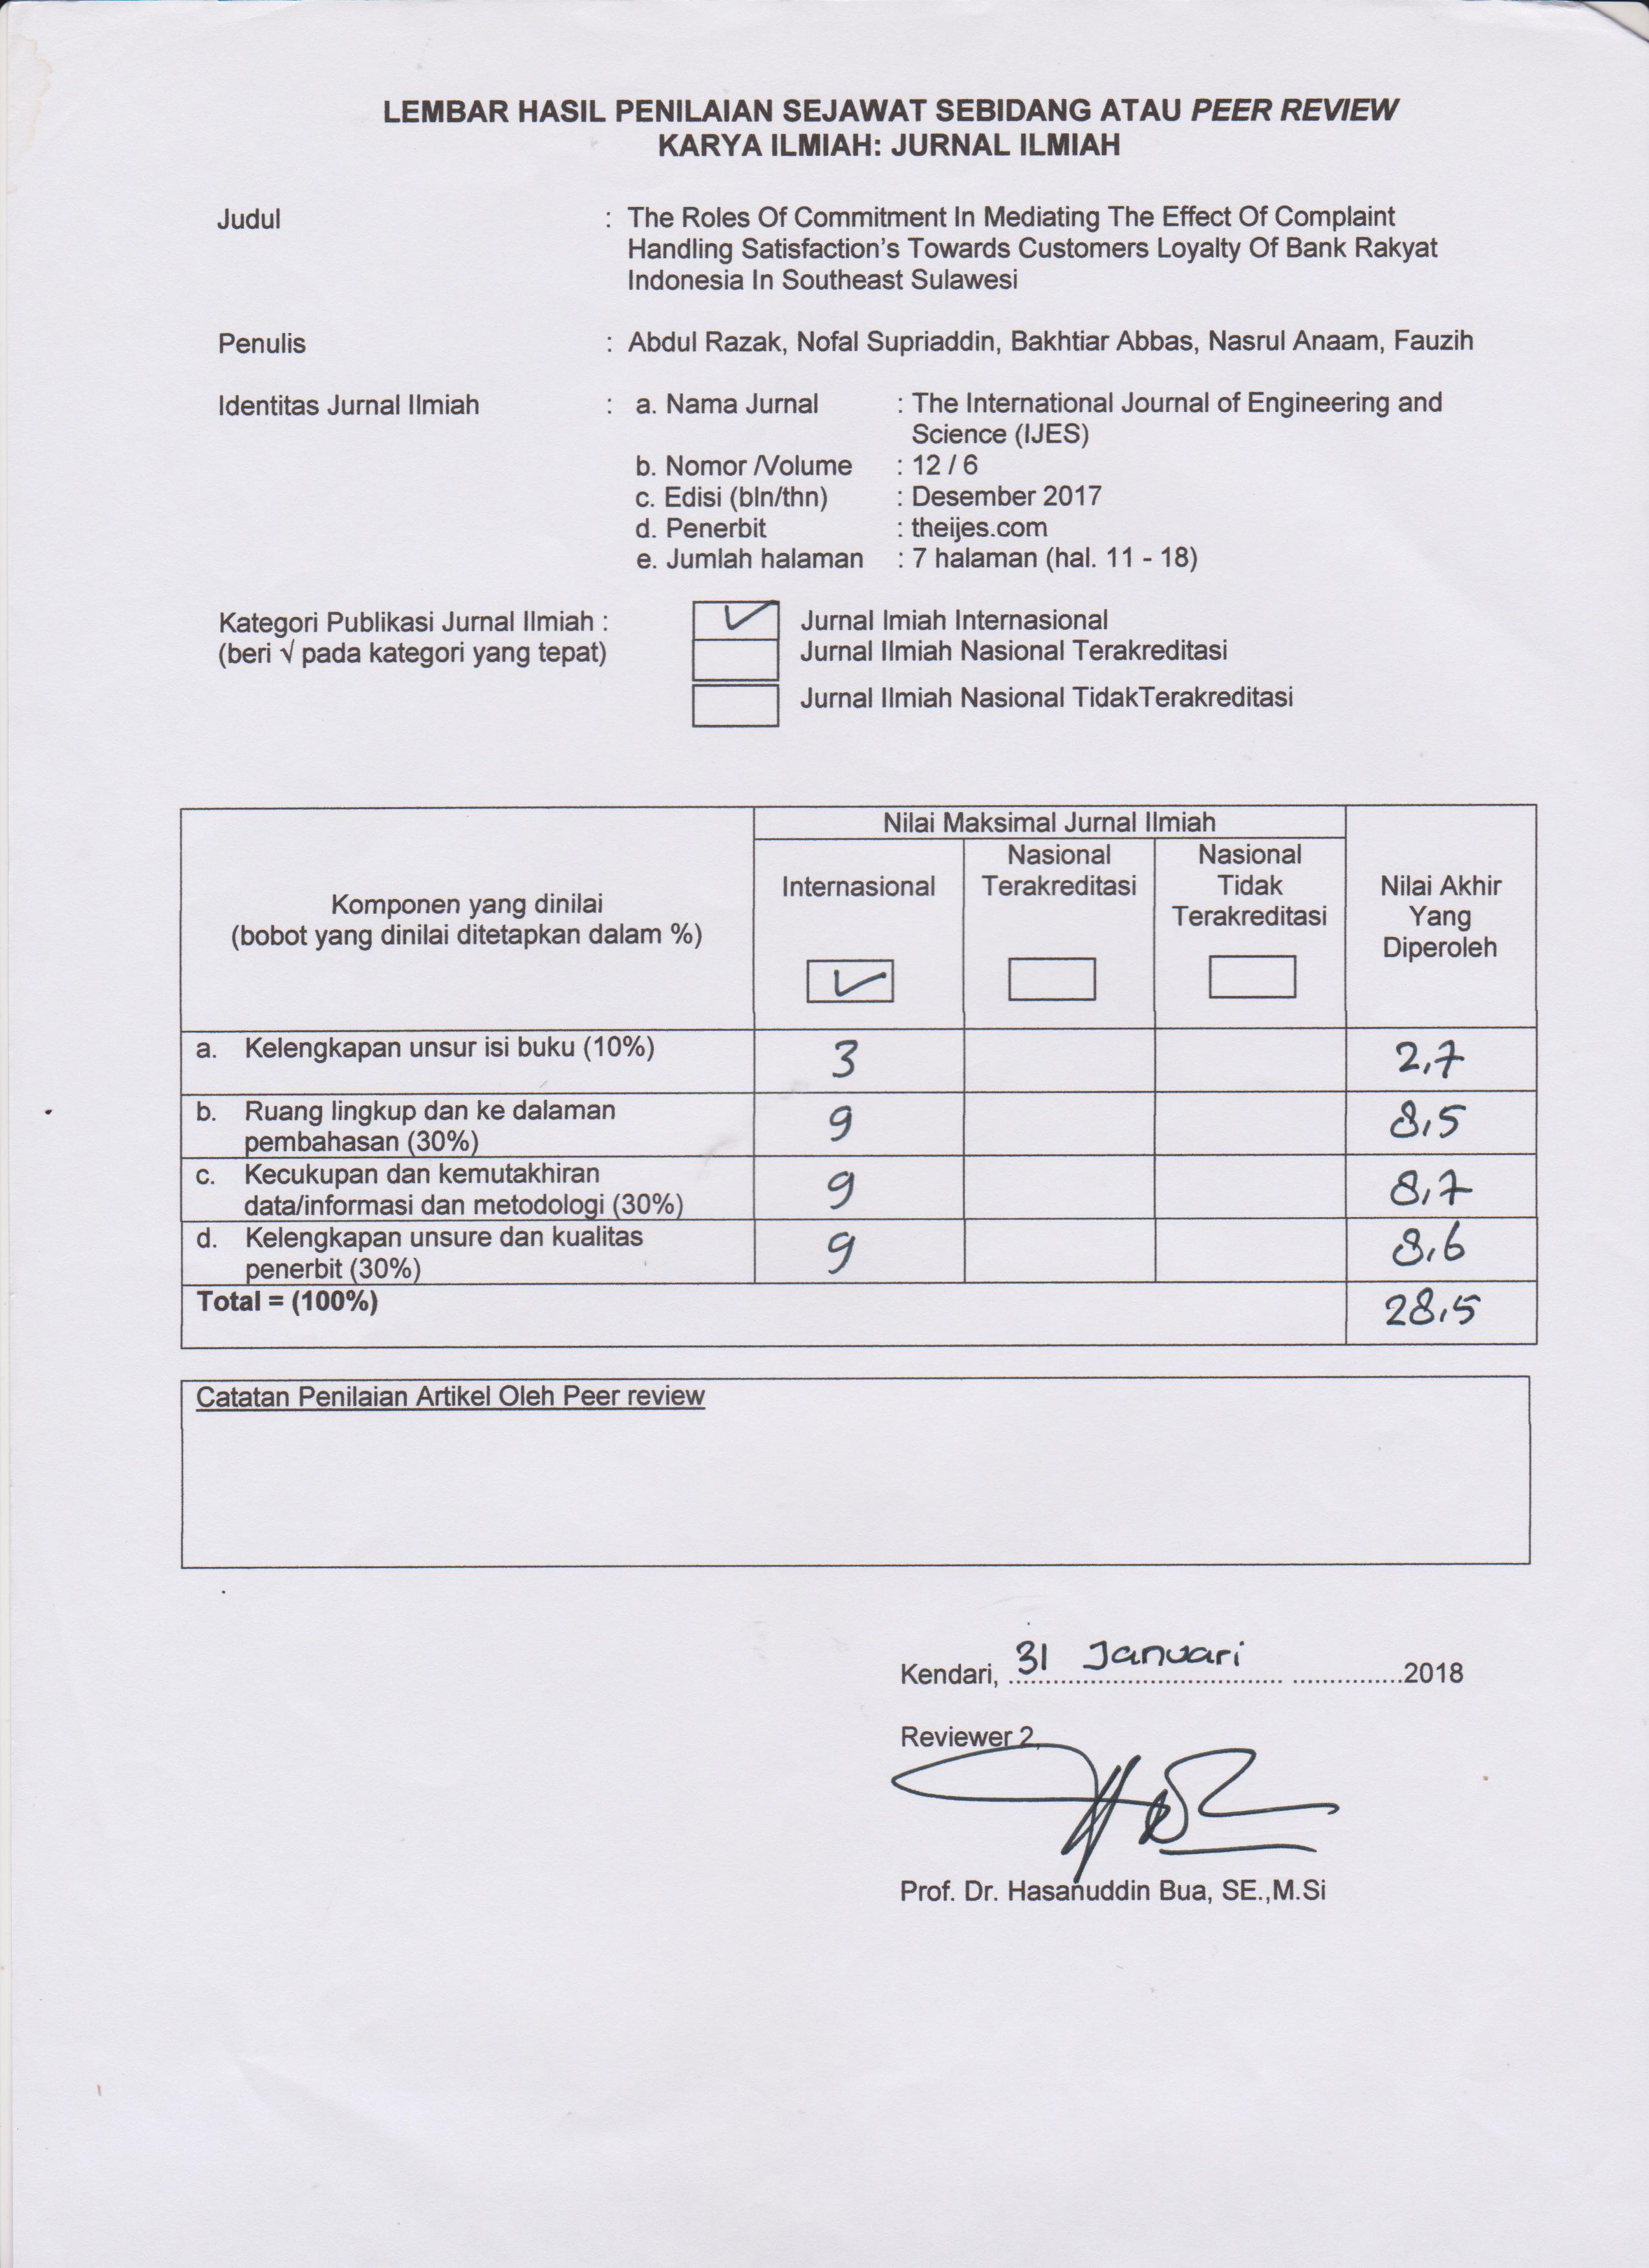 LEMBAR HASIL PENILAIAN SEJAWAT SEBIDANG ATAU PEER REVIEW
KARYA ILMIAH: JURNAL ILMIAH
Judul : The Roles Of Commitment In Mediating The Effect Of Complaint
Handling Satisfaction's Towards Customers Loyalty Of Bank Rakyat
Indonesia In Southeast Sulawesi
Penulis : Abdul Razak, Nofal Supriaddin, Bakhtiar Abbas, Nasrul Anaam, Fauzih
Identitas Jurnal Ilmiah : a. Nama Jurnal : The International Journal of Engineering and
Science (IJES)
b. Nomor /Volume : 12 / 6
c. Edisi (bln/thn) : Desember 2017
d. Penerbit : theijes.com
e. Jumlah halaman : 7 halaman (hal. 11 - 18)
Kategori Publikasi Jurnal Ilmiah : ✓ Jurnal Imiah Internasional
(beri √ pada kategori yang tepat) Jurnal Ilmiah Nasional Terakreditasi
Jurnal Ilmiah Nasional TidakTerakreditasi
Komponen yang dinilai
(bobot yang dinilai ditetapkan dalam %)
Nilai Maksimal Jurnal Ilmiah
Internasional
✓
Nasional
Terakreditasi
Nasional
Tidak
Terakreditasi
Nilai Akhir
Yang
Diperoleh
a. Kelengkapan unsur isi buku (10%) 3 2,7
b. Ruang lingkup dan ke dalaman
pembahasan (30%) 9 8,5
c. Kecukupan dan kemutakhiran
data/informasi dan metodologi (30%) 9 8,7
d. Kelengkapan unsure dan kualitas
penerbit (30%) 9 8,6
Total = (100%) 28,5
Catatan Penilaian Artikel Oleh Peer review
Kendari, 31 Januari 2018
Reviewer 2,
Prof. Dr. Hasanuddin Bua, SE.,M.Si